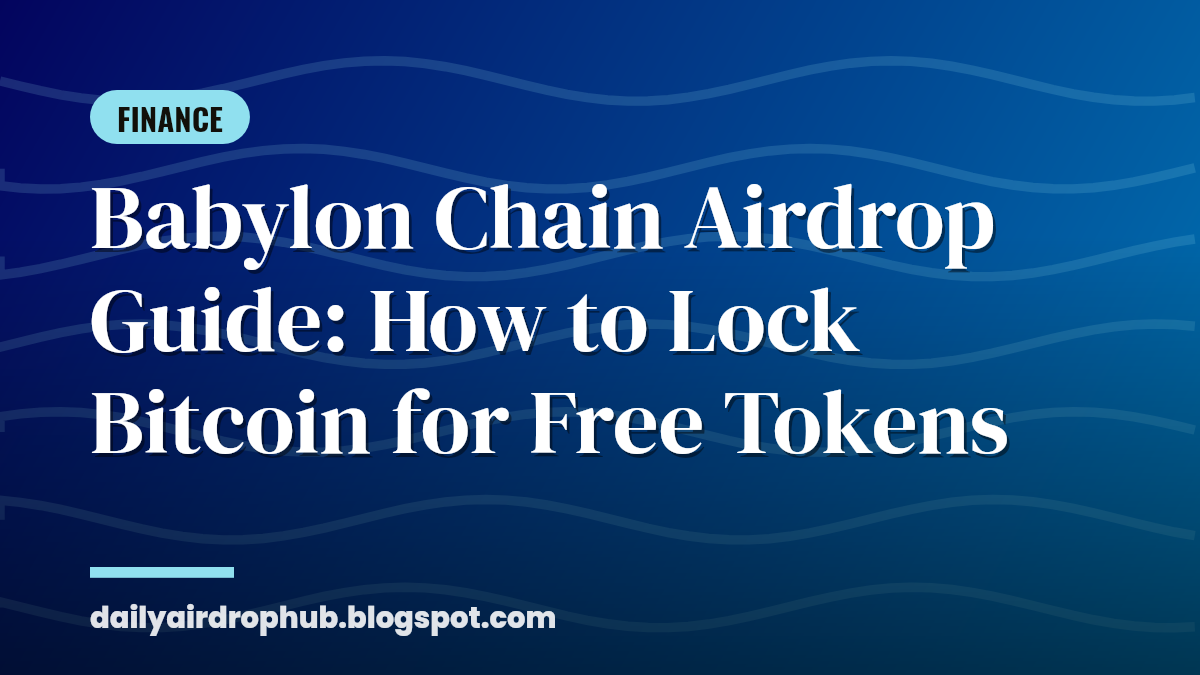 FINANCE
Babylon Chain Airdrop
Guide: How to Lock
Bitcoin for Free Tokens
dailyairdrophub.blogspot.com